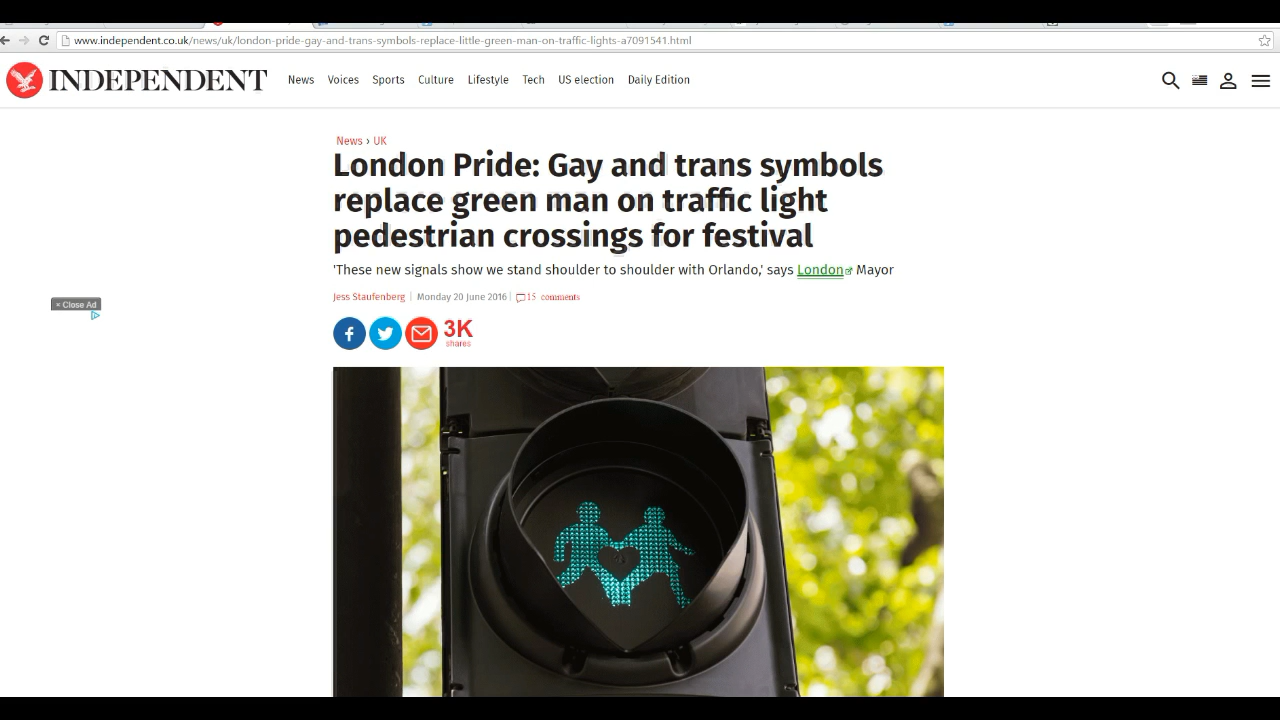 www.independent.co.uk/news/uk/london-pride-gay-and-trans-symbols-replace-little-green-man-on-traffic-lights-a7091541.html
INDEPENDENT News Voices Sports Culture Lifestyle Tech US election Daily Edition
News › UK
London Pride: Gay and trans symbols
replace green man on traffic light
pedestrian crossings for festival
'These new signals show we stand shoulder to shoulder with Orlando,' says London Mayor
Jess Staufenberg | Monday 20 June 2016 | 15 comments
× Close Ad
3K
shares